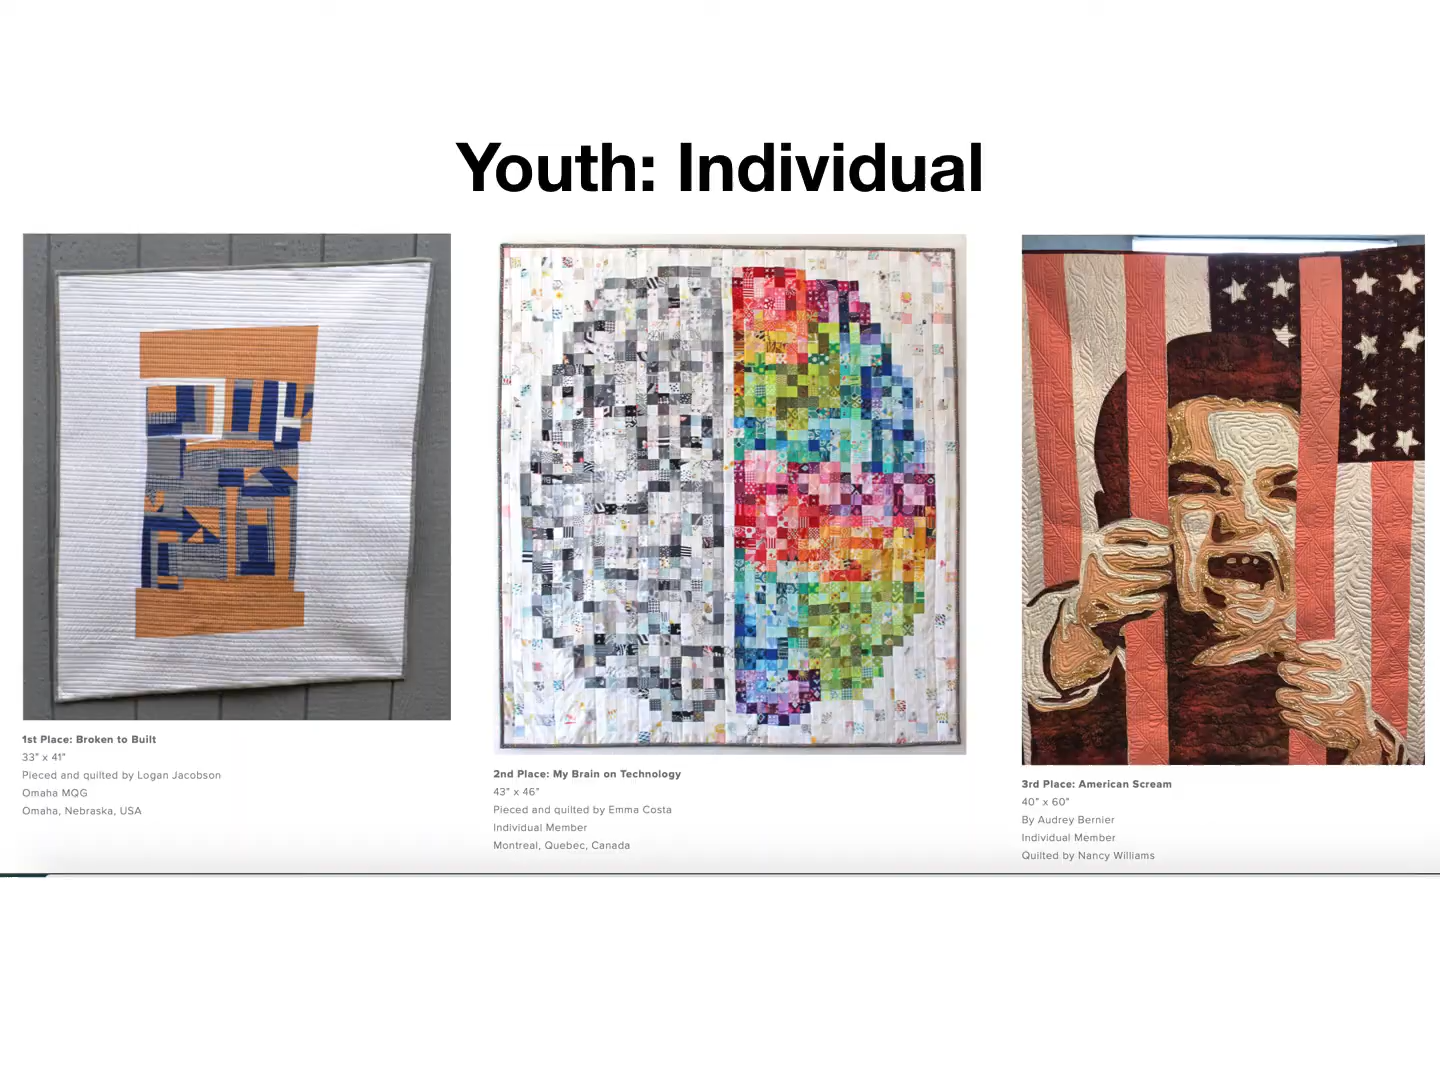 Youth: Individual
1st Place: Broken to Built
33” x 41”
Pieced and quilted by Logan Jacobson
Omaha MQG
Omaha, Nebraska, USA
2nd Place: My Brain on Technology
43” x 46”
Pieced and quilted by Emma Costa
Individual Member
Montreal, Quebec, Canada
3rd Place: American Scream
40” x 60”
By Audrey Bernier
Individual Member
Quilted by Nancy Williams